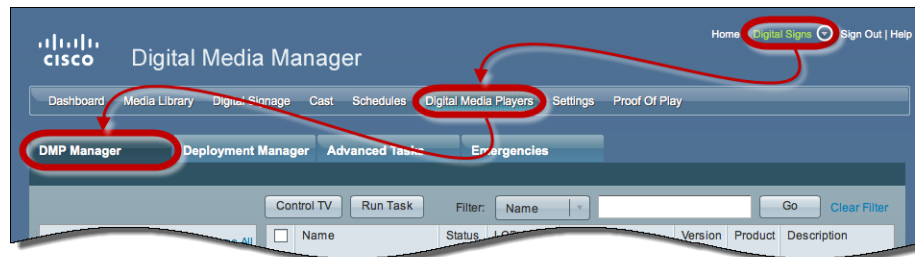 Home Digital Signs Sign Out | Help
CISCO Digital Media Manager
Dashboard Media Library Digital Signage Cast Schedules Digital Media Players Settings Proof Of Play
DMP Manager Deployment Manager Advanced Tasks Emergencies
Control TV Run Task Filter: Name Go Clear Filter
All Name Status Version Product Description